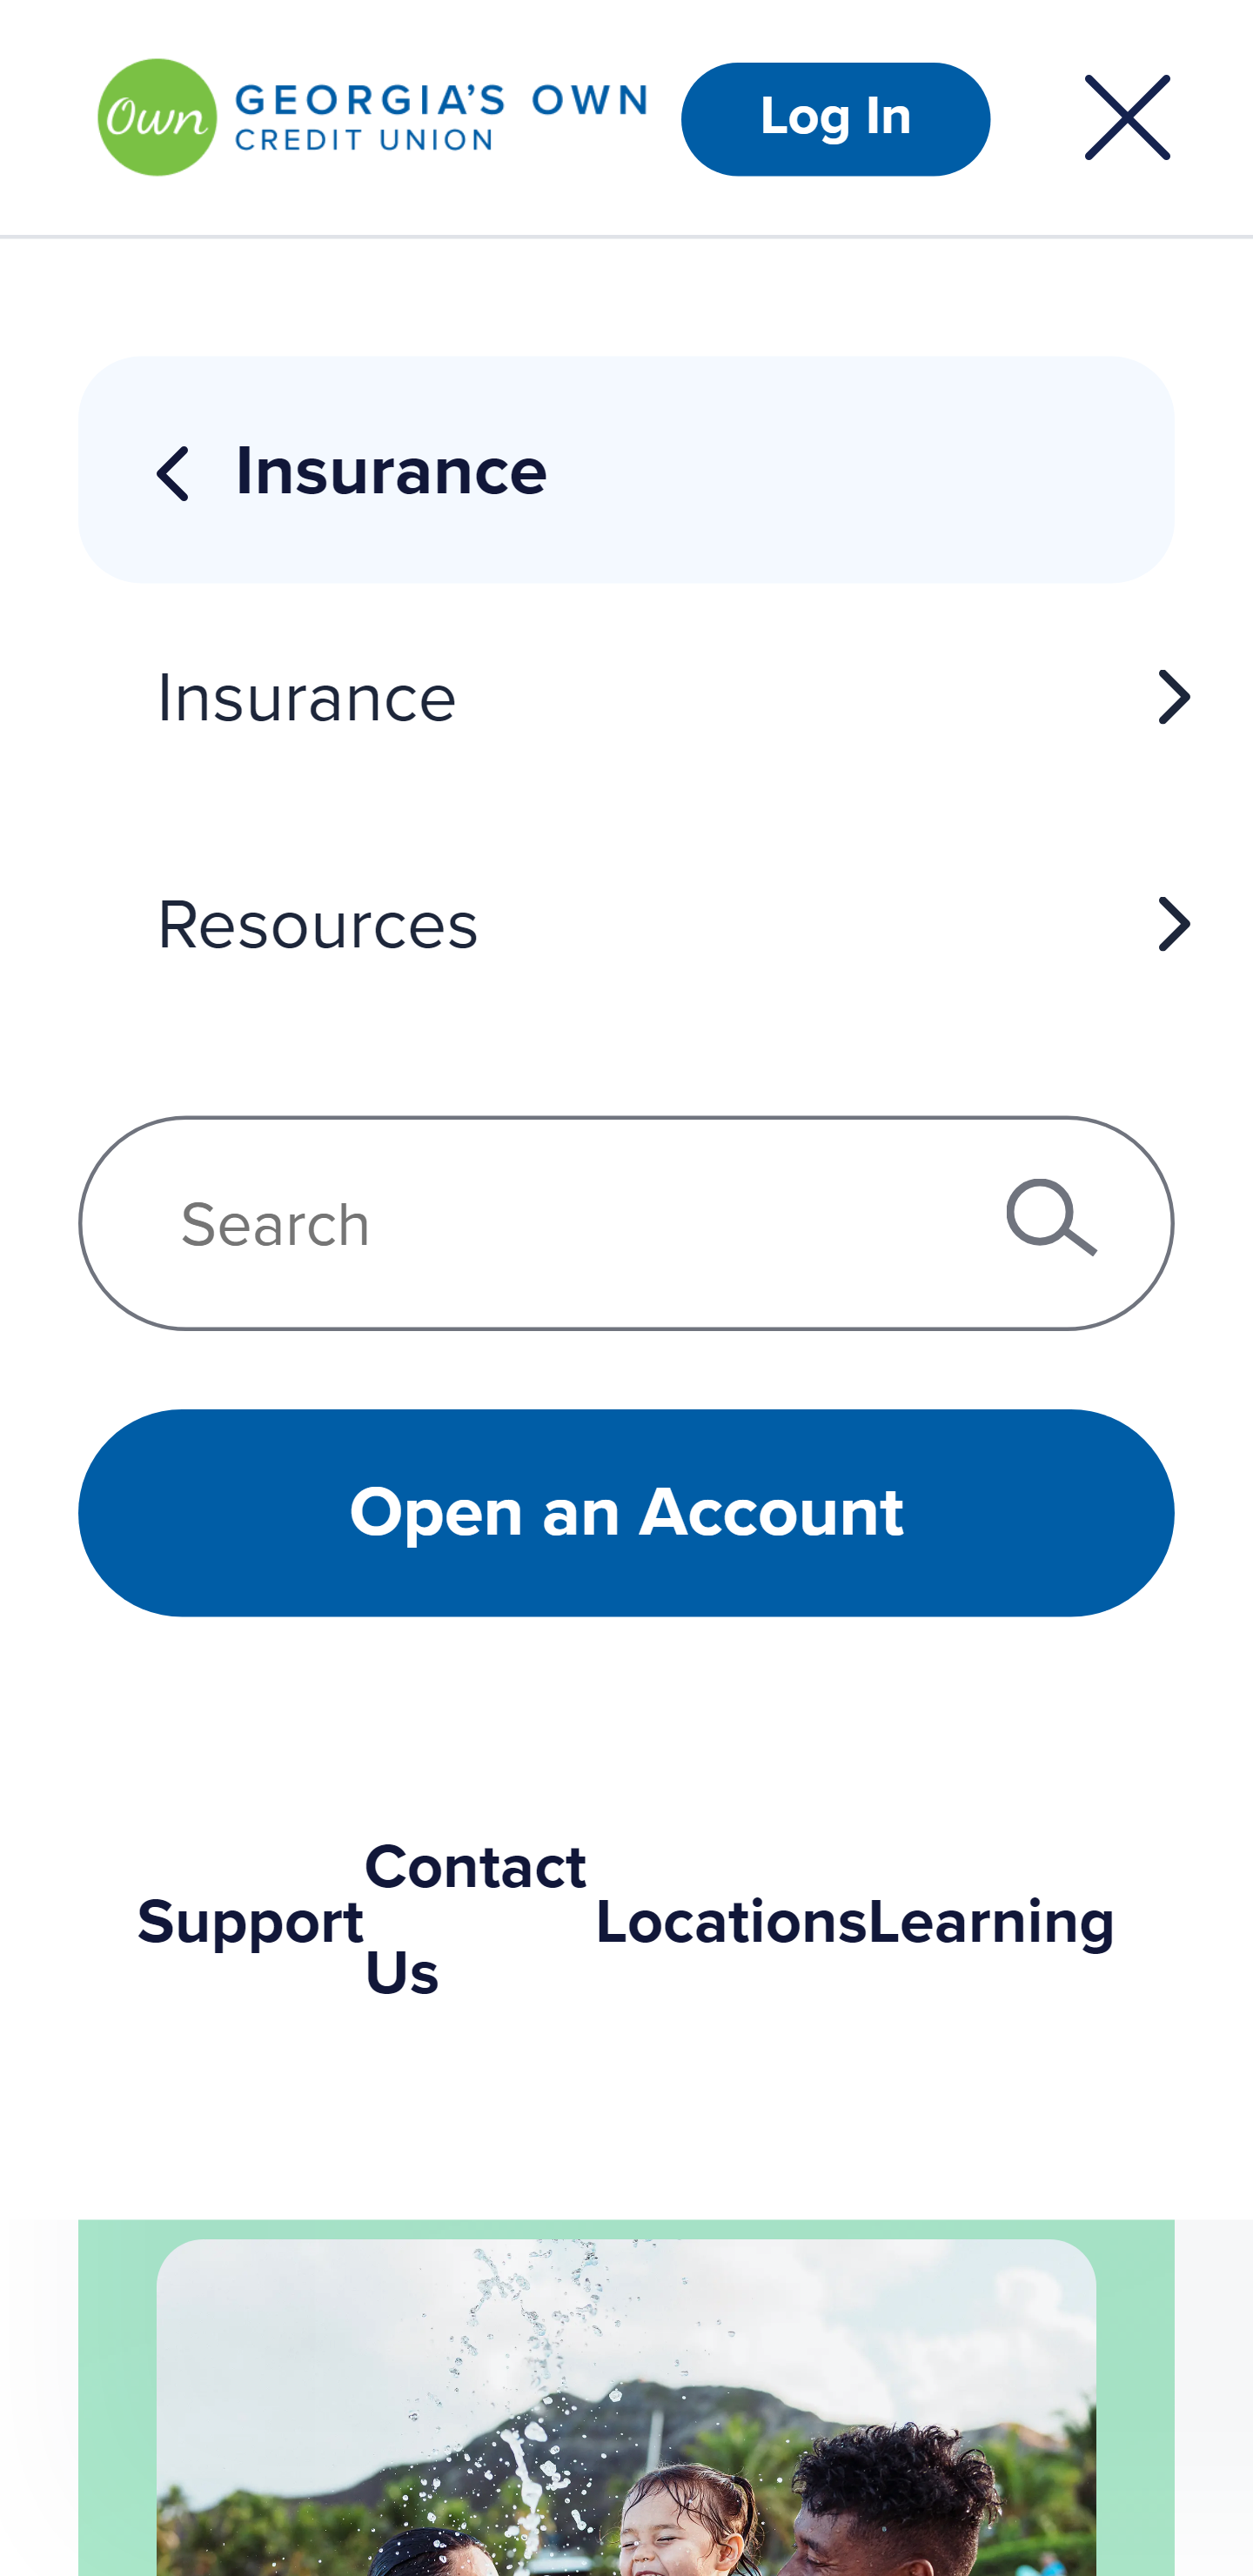 Own
GEORGIA'S OWN
CREDIT UNION
Log In
Insurance
Insurance
Resources
Search
Open an Account
Support
Contact
Us
Locations
Learning